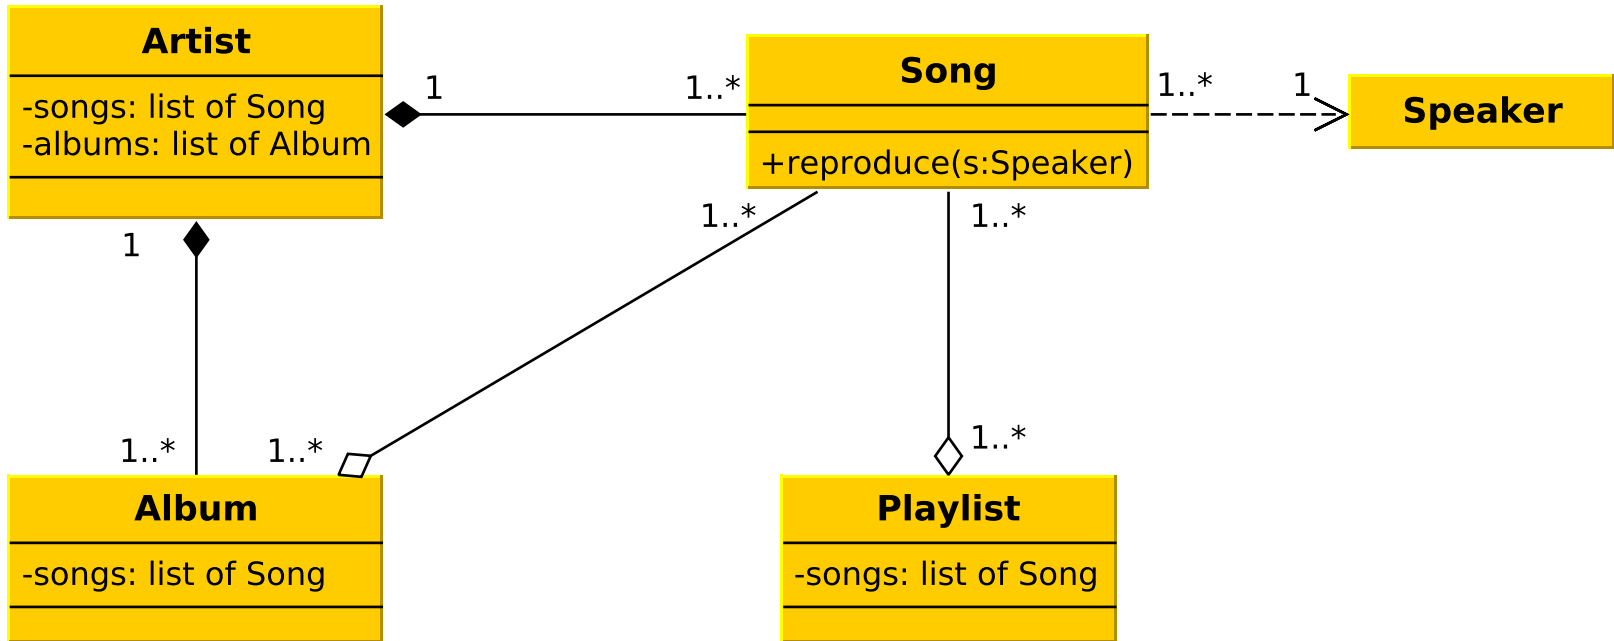 Artist
-songs: list of Song
-albums: list of Album
1
1..*
Song
+reproduce(s:Speaker)
1..*
1
Speaker
1
1..*
1..*
1..*
1..*
1..*
Album
-songs: list of Song
Playlist
-songs: list of Song